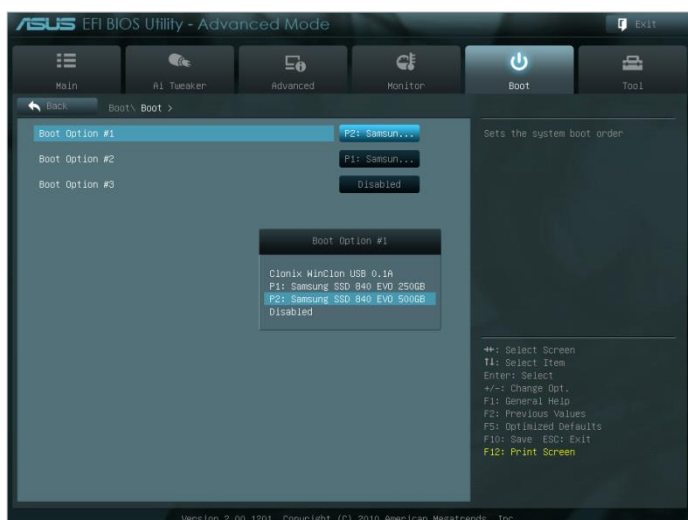 ASUS EFI BIOS Utility - Advanced Mode
Exit
Main
Ai Tweaker
Advanced
Monitor
Boot
Tool
Back
Boot\ Boot >
Boot Option #1
P2: Samsun...
Boot Option #2
P1: Samsun...
Boot Option #3
Disabled
Sets the system boot order
Boot Option #1
Clonix WinClon USB 0.1A
P1: Samsung SSD 840 EVO 250GB
P2: Samsung SSD 840 EVO 500GB
Disabled
→←: Select Screen
↑↓: Select Item
Enter: Select
+/-: Change Opt.
F1: General Help
F2: Previous Values
F5: Optimized Defaults
F10: Save ESC: Exit
F12: Print Screen
Version 2.00.1201. Copyright (C) 2010 American Megatrends, Inc.